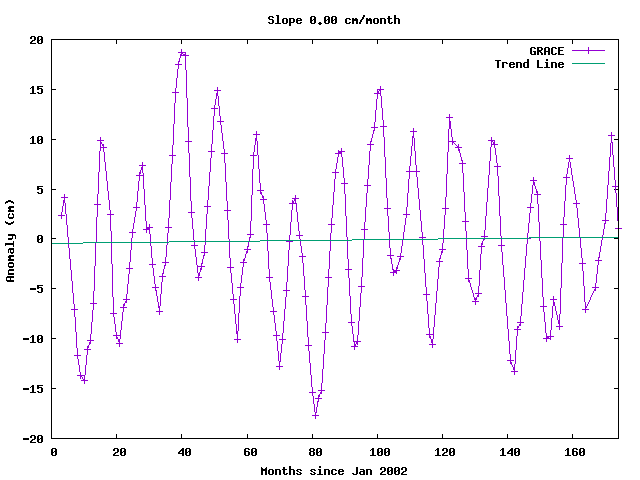 Slope 0.00 cm/month
GRACE
Trend Line
20
15
10
5
0
-5
-10
-15
-20
Anomaly (cm)
0 20 40 60 80 100 120 140 160
Months since Jan 2002